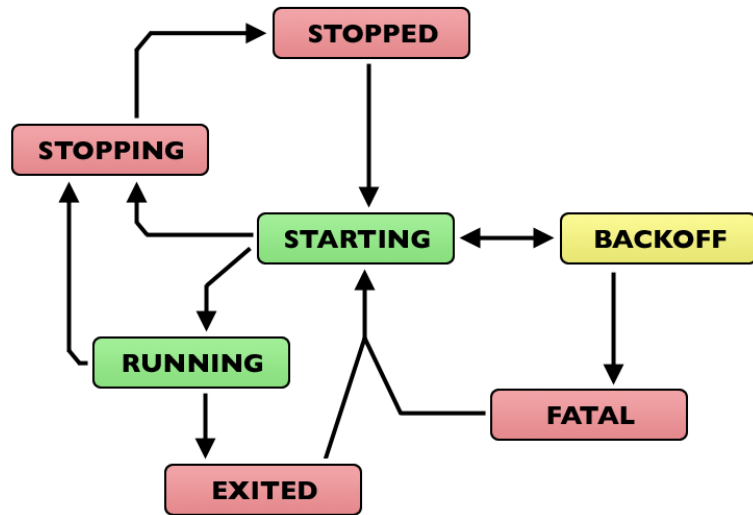 STOPPED
STOPPING
STARTING
BACKOFF
RUNNING
FATAL
EXITED